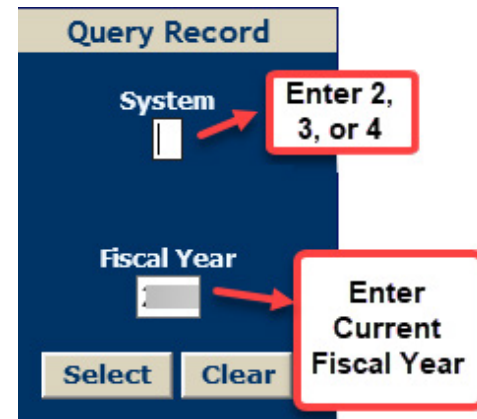 Query Record
System
Enter 2,
3, or 4
Fiscal Year
Enter
Current
Fiscal Year
Select
Clear